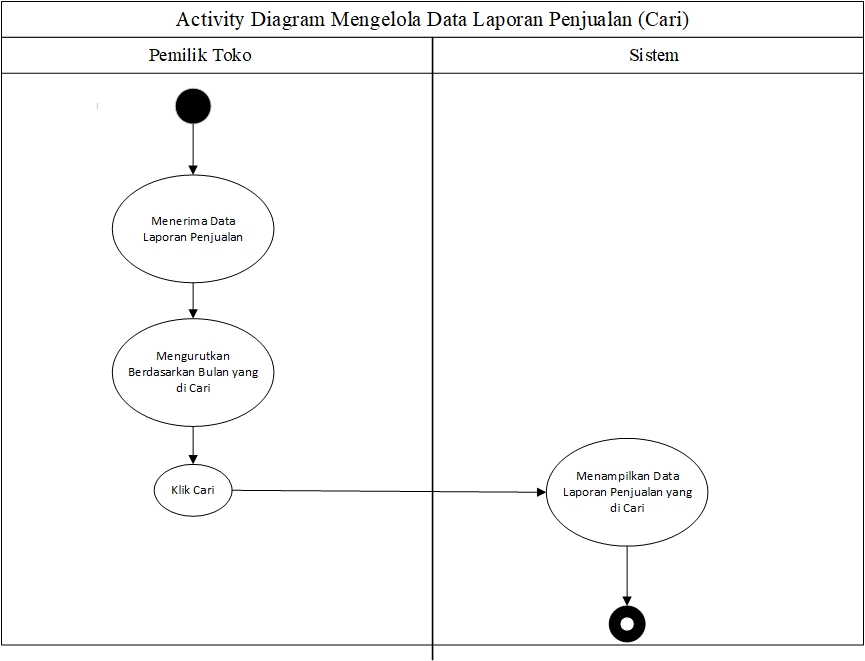 Activity Diagram Mengelola Data Laporan Penjualan (Cari)
Pemilik Toko
Sistem
Menerima Data
Laporan Penjualan
Mengurutkan
Berdasarkan Bulan yang
di Cari
Klik Cari
Menampilkan Data
Laporan Penjualan yang
di Cari